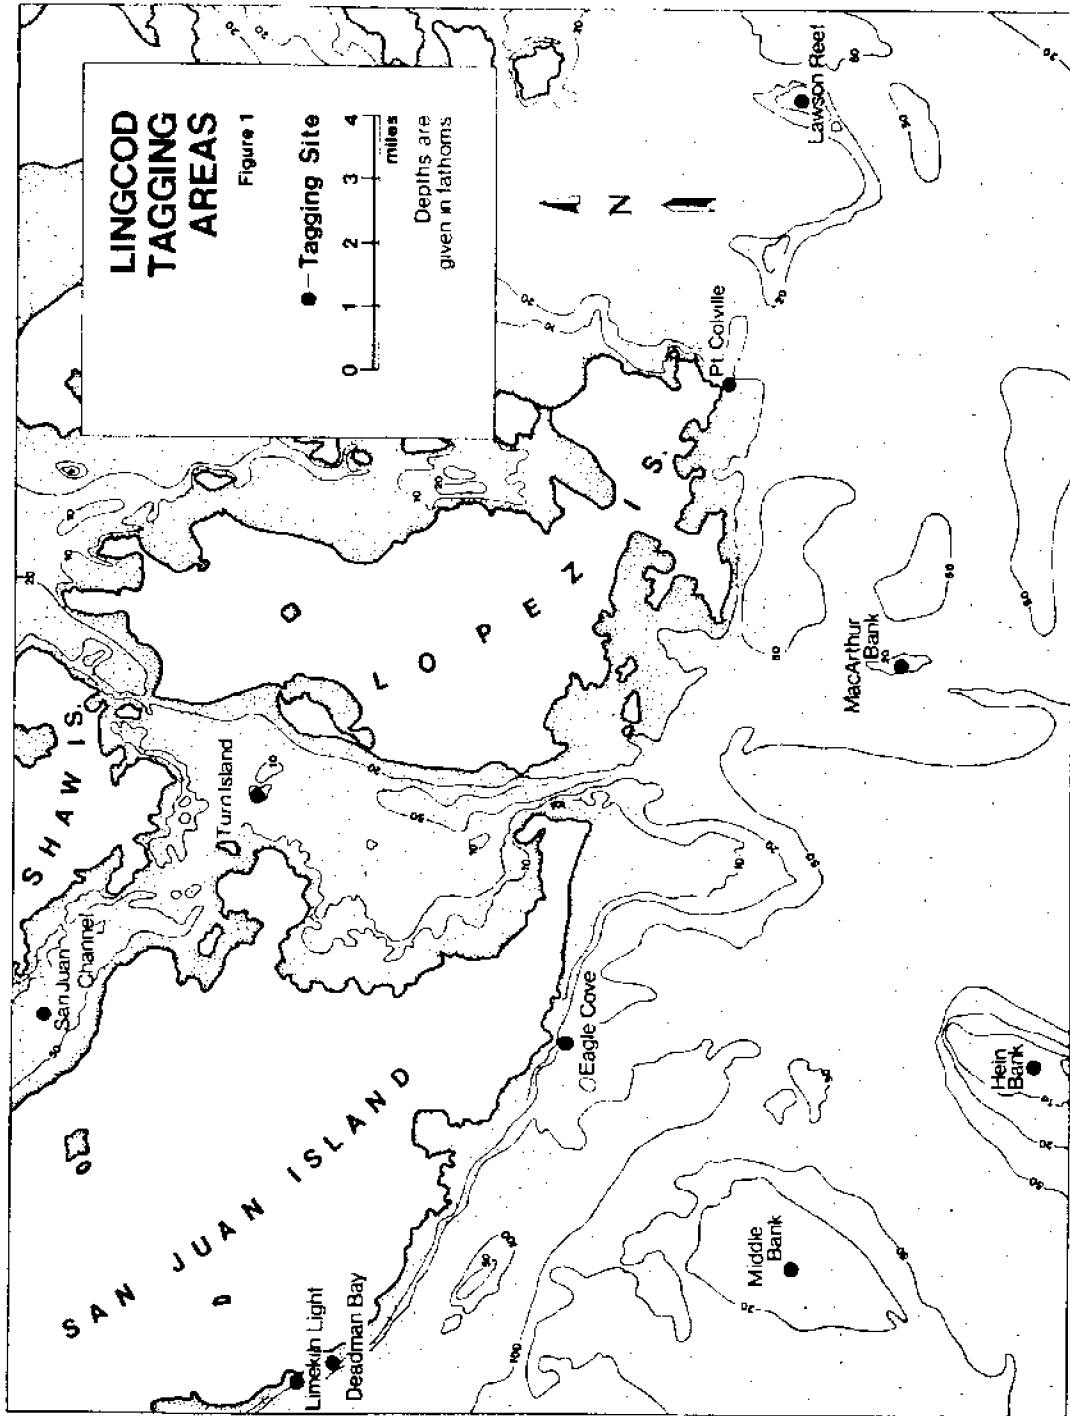 LINGCOD
TAGGING
AREAS
Figure 1
Tagging Site
0 1 2 3 4
miles
Depths are
given in fathoms
N
SHAW IS.
San Juan
Channel
Turn Island
LOPEZ IS.
SAN JUAN ISLAND
Limekiln Light
Deadman Bay
Eagle Cove
Middle
Bank
Hein
Bank
MacArthur
Bank
Pt. Colville
Lawson Reef